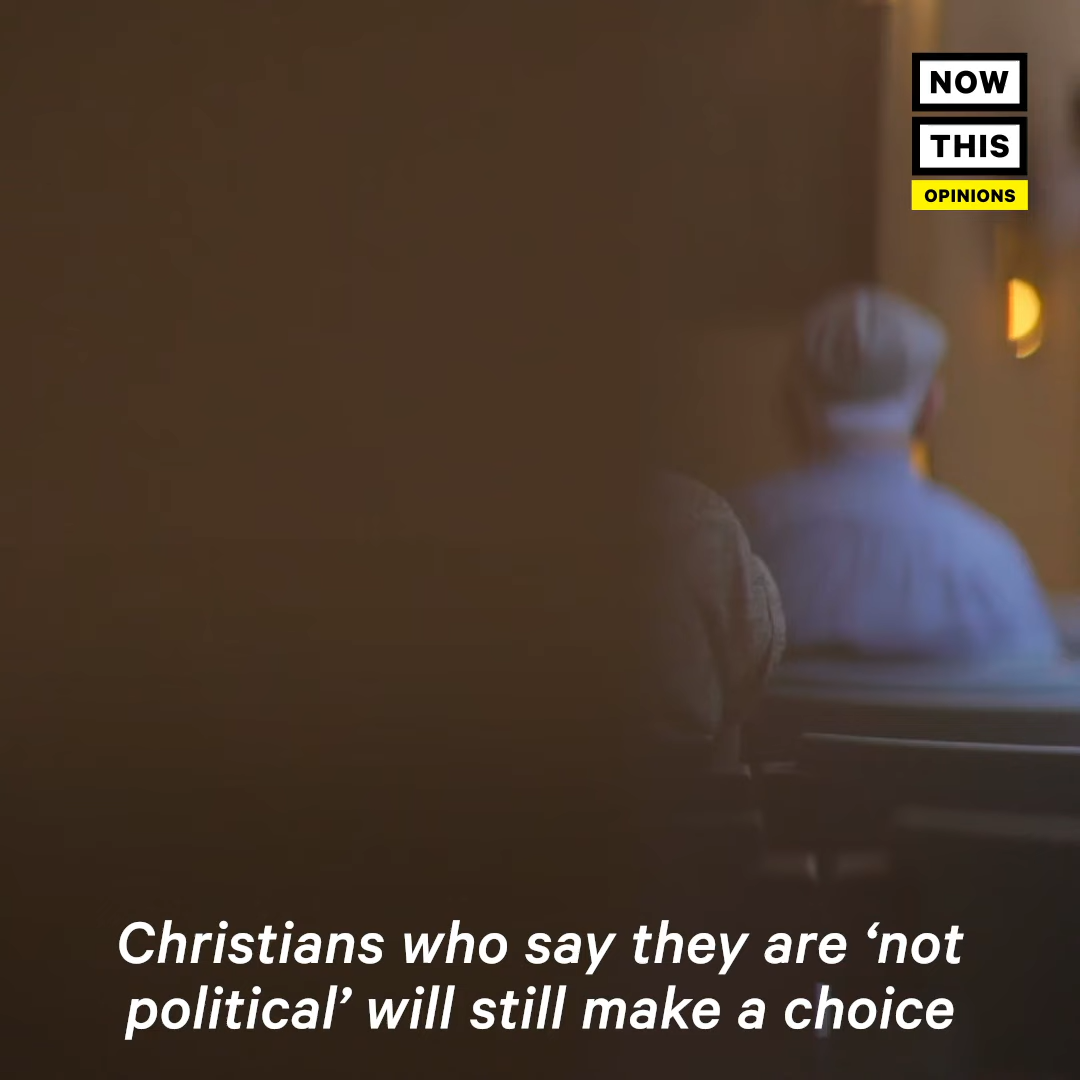 NOW
THIS
OPINIONS
Christians who say they are ‘not
political’ will still make a choice